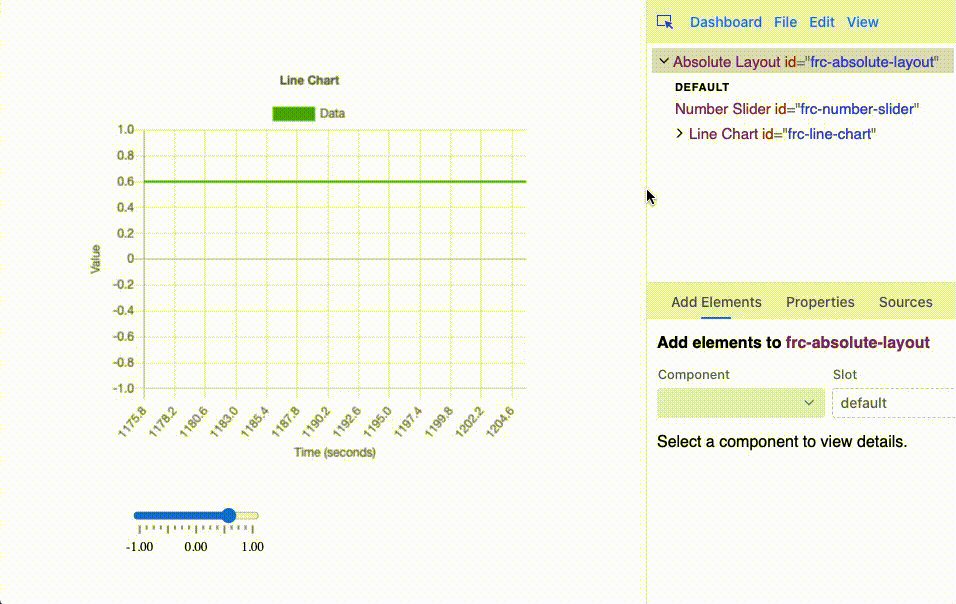 Line Chart
Data
1.0
0.8
0.6
0.4
0.2
0
-0.2
-0.4
-0.6
-0.8
-1.0
Value
1175.8 1178.2 1180.6 1183.0 1185.4 1187.8 1190.2 1192.6 1195.0 1197.4 1199.8 1202.2 1204.6
Time (seconds)
-1.00 0.00 1.00
Dashboard File Edit View
Absolute Layout id="frc-absolute-layout"
DEFAULT
Number Slider id="frc-number-slider"
Line Chart id="frc-line-chart"
Add Elements Properties Sources
Add elements to frc-absolute-layout
Component Slot
default
Select a component to view details.